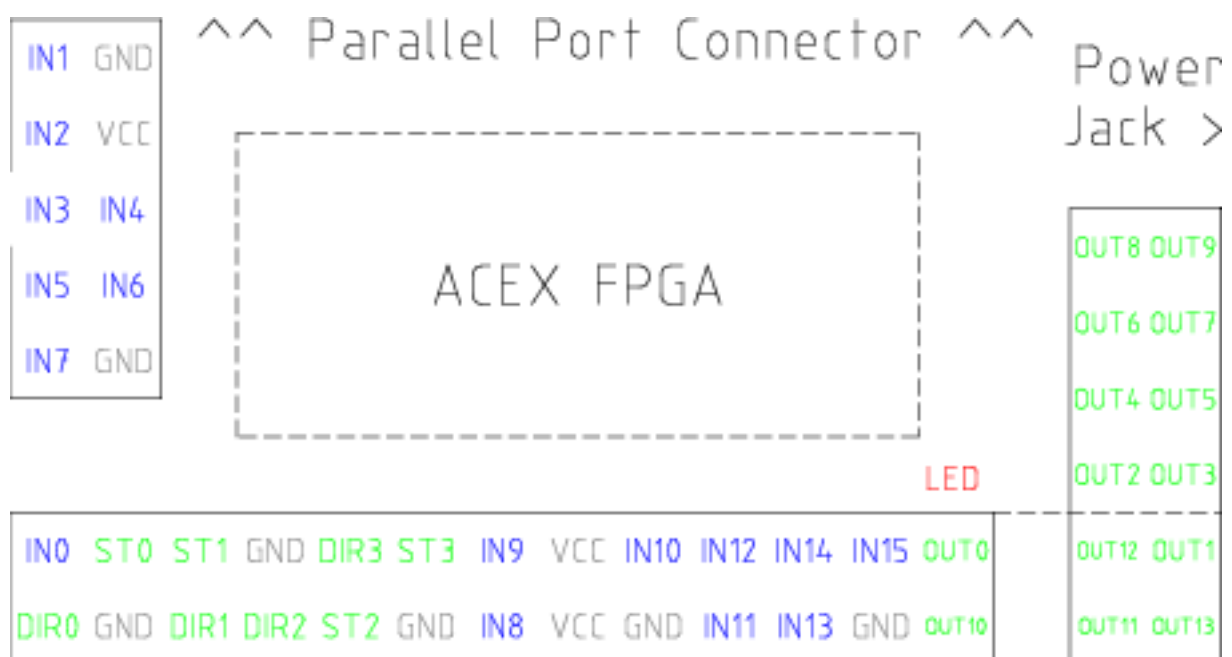 ^^ Parallel Port Connector ^^
Power
Jack >
IN1 GND
IN2 VCC
IN3 IN4
IN5 IN6
IN7 GND
ACEX FPGA
OUT8 OUT9
OUT6 OUT7
OUT4 OUT5
OUT2 OUT3
OUT12 OUT1
OUT11 OUT13
LED
IN0 ST0 ST1 GND DIR3 ST3 IN9 VCC IN10 IN12 IN14 IN15 OUT0
DIR0 GND DIR1 DIR2 ST2 GND IN8 VCC GND IN11 IN13 GND OUT10